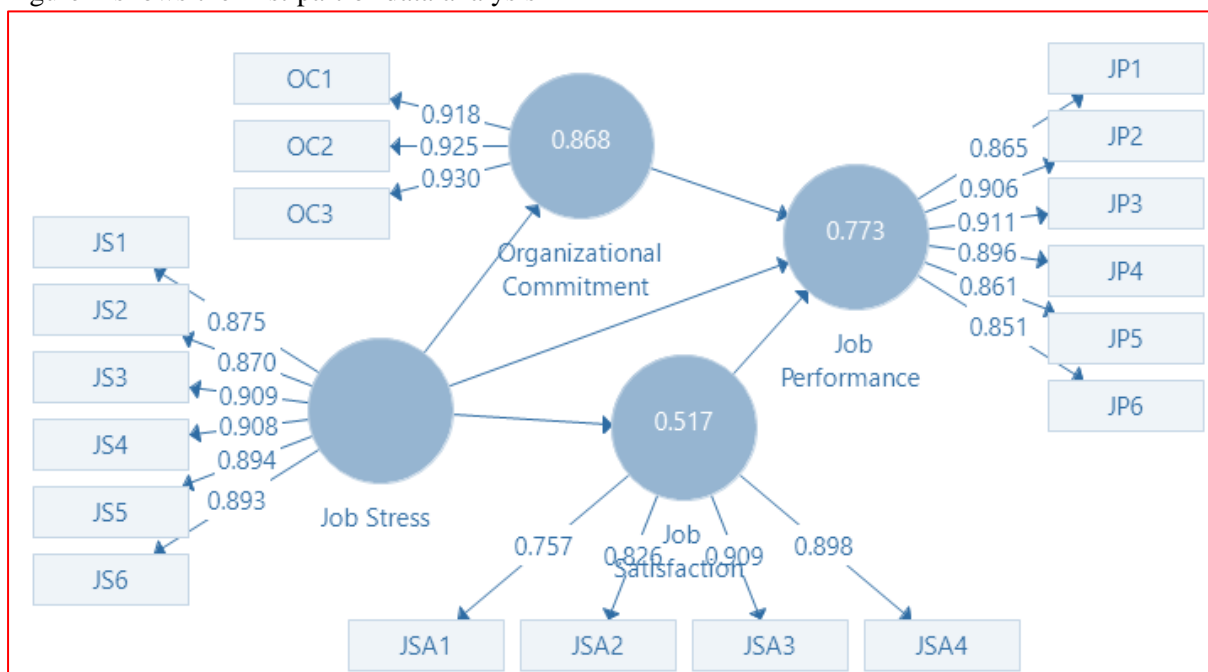 OC1
0.918
OC2
0.925
OC3
0.930
0.868
Organizational
Commitment
JP1
0.865
JP2
0.906
JP3
0.911
JP4
0.896
JP5
0.861
JP6
0.851
0.773
Job
Performance
JS1
0.875
JS2
0.870
JS3
0.909
JS4
0.908
JS5
0.894
JS6
0.893
Job Stress
0.517
Job
Satisfaction
0.757
0.826
0.909
0.898
JSA1
JSA2
JSA3
JSA4